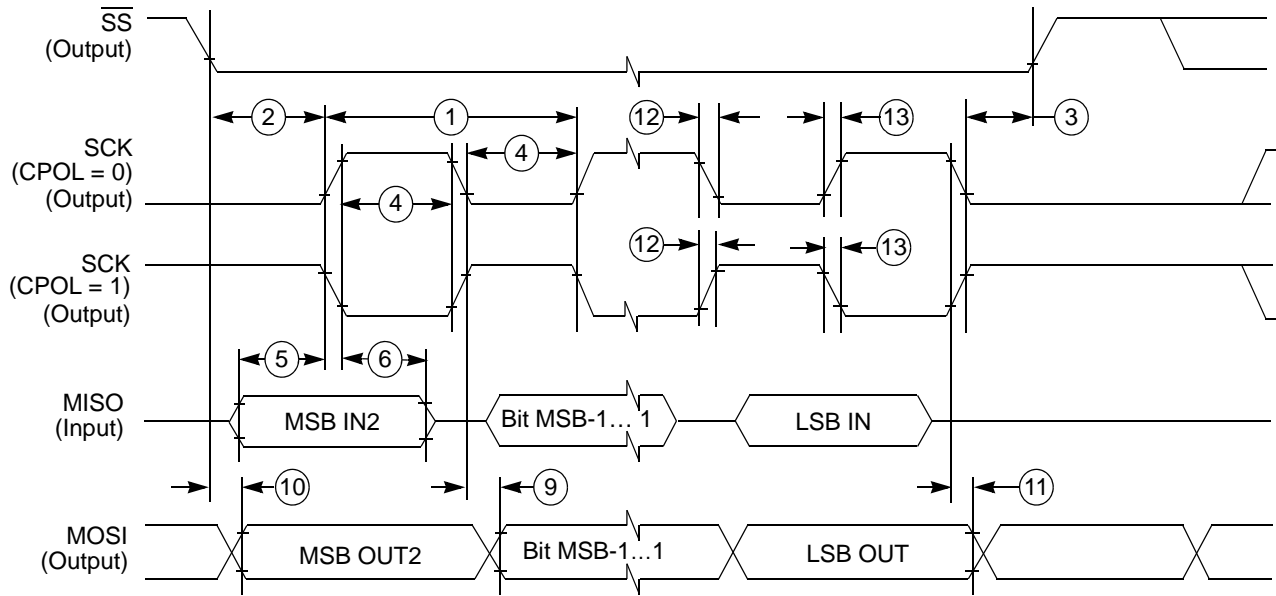 SS
(Output)
2
1
12
13
3
SCK
(CPOL = 0)
(Output)
4
4
12
13
SCK
(CPOL = 1)
(Output)
5
6
MISO
(Input)
MSB IN2
Bit MSB-1… 1
LSB IN
10
9
11
MOSI
(Output)
MSB OUT2
Bit MSB-1…1
LSB OUT